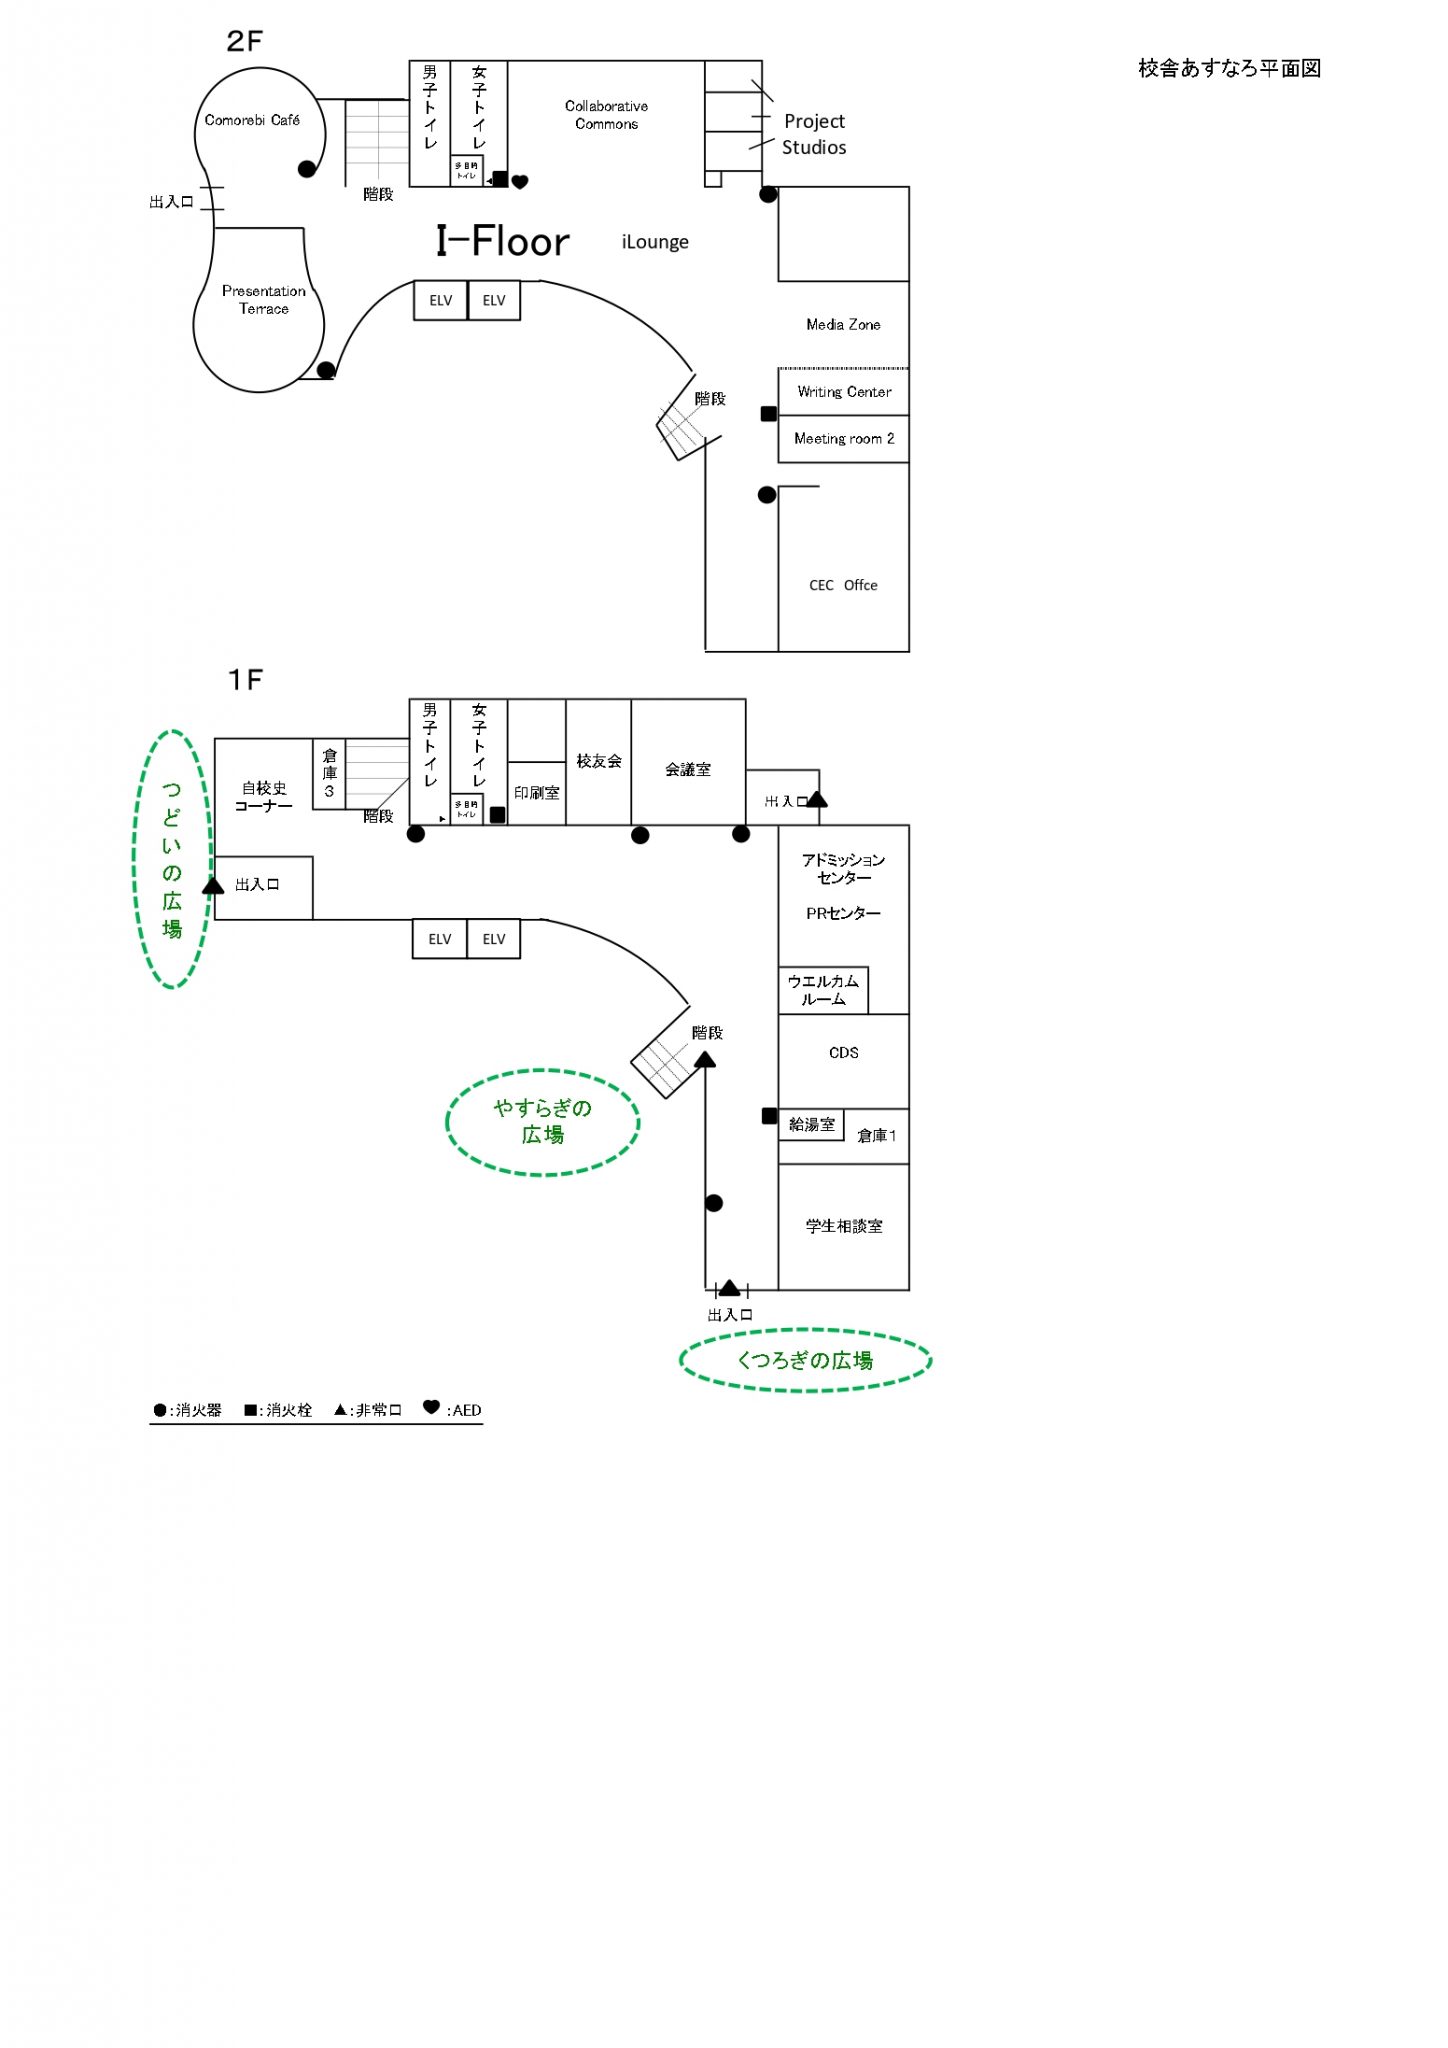 校舎あすなろ平面図
2F
Comorebi Café
出入口
Presentation
Terrace
階段
男子トイレ
女子トイレ
多目的
トイレ
Collaborative
Commons
Project
Studios
I-Floor
iLounge
ELV
ELV
階段
Media Zone
Writing Center
Meeting room 2
CEC Offce
1F
つどいの広場
自校史
コーナー
倉庫3
階段
出入口
男子トイレ
女子トイレ
多目的
トイレ
印刷室
校友会
会議室
出入口
ELV
ELV
アドミッション
センター
PRセンター
ウエルカム
ルーム
CDS
階段
やすらぎの
広場
給湯室
倉庫1
学生相談室
出入口
くつろぎの広場
●:消火器 ■:消火栓 ▲:非常口 ♥:AED